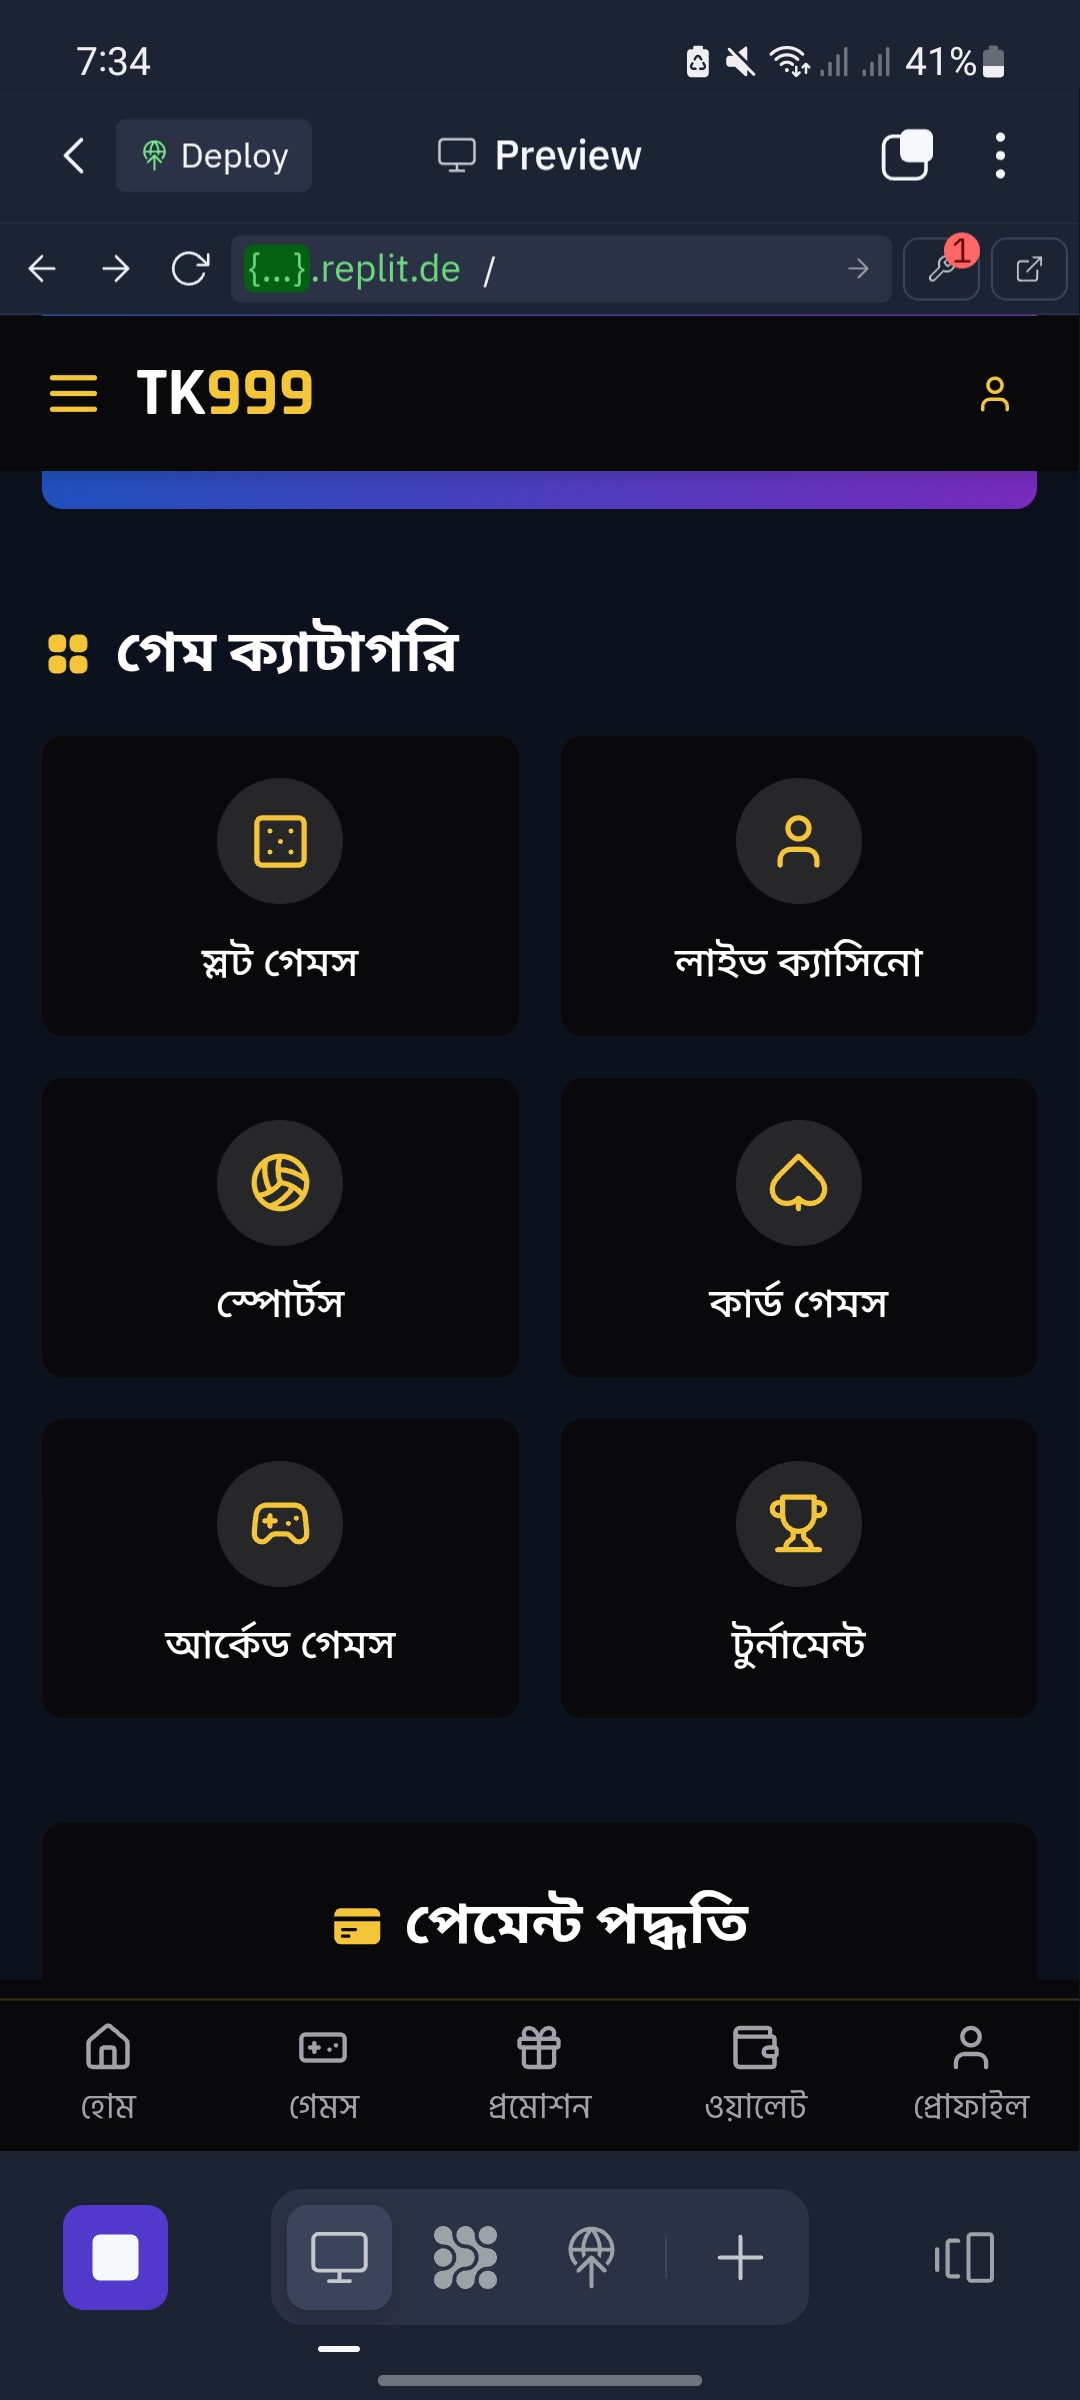 7:34
41%
Deploy
Preview
{...}.replit.de /
1
TK999
গেম ক্যাটাগরি
স্লট গেমস
লাইভ ক্যাসিনো
স্পোর্টস
কার্ড গেমস
আর্কেড গেমস
টুর্নামেন্ট
পেমেন্ট পদ্ধতি
হোম
গেমস
প্রমোশন
ওয়ালেট
প্রোফাইল